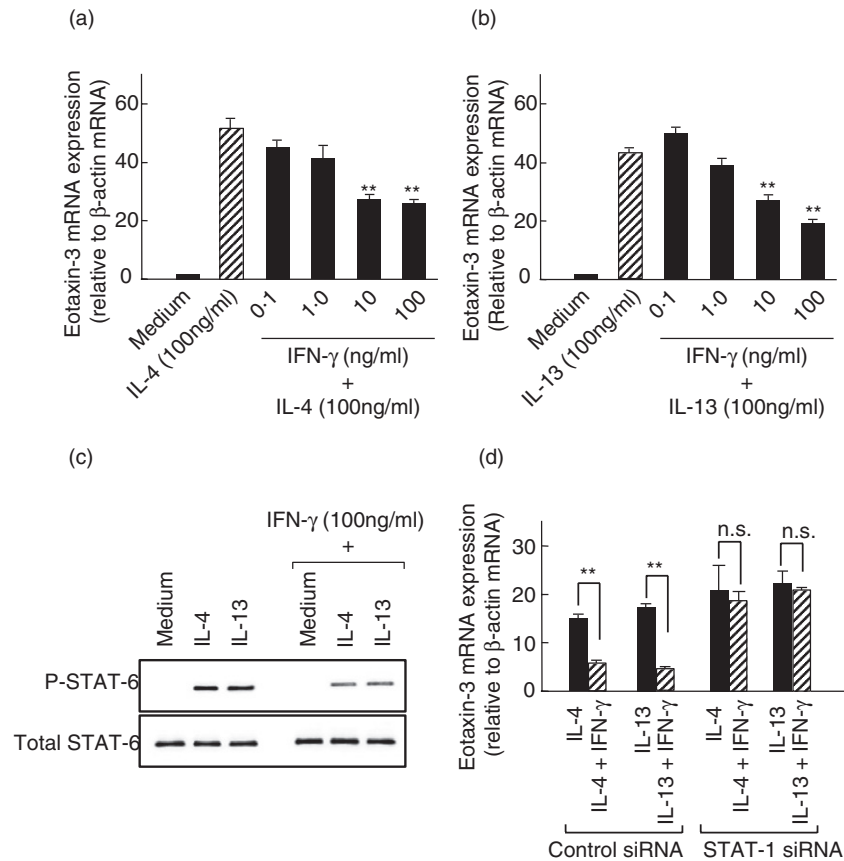 (a)
Eotaxin-3 mRNA expression
(relative to β-actin mRNA)
60
40
20
0
**
**
Medium
IL-4 (100ng/ml)
0·1
1·0
10
100
IFN-γ (ng/ml)
+
IL-4 (100ng/ml)
(b)
Eotaxin-3 mRNA expression
(Relative to β-actin mRNA)
60
40
20
0
**
**
Medium
IL-13 (100ng/ml)
0·1
1·0
10
100
IFN-γ (ng/ml)
+
IL-13 (100ng/ml)
(c)
IFN-γ (100ng/ml)
+
Medium
IL-4
IL-13
Medium
IL-4
IL-13
P-STAT-6
Total STAT-6
(d)
Eotaxin-3 mRNA expression
(relative to β-actin mRNA)
30
20
10
0
**
**
n.s.
n.s.
IL-4
IL-4 + IFN-γ
IL-13
IL-13 + IFN-γ
IL-4
IL-4 + IFN-γ
IL-13
IL-13 + IFN-γ
Control siRNA
STAT-1 siRNA